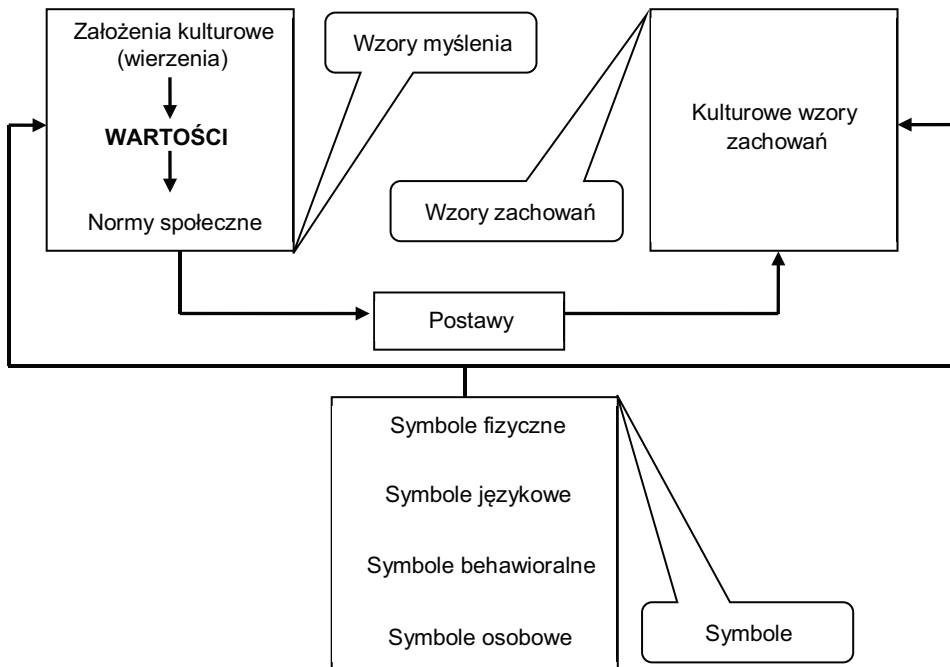 Założenia kulturowe
(wierzenia)
WARTOŚCI
Normy społeczne
Wzory myślenia
Wzory zachowań
Kulturowe wzory
zachowań
Postawy
Symbole fizyczne
Symbole językowe
Symbole behawioralne
Symbole osobowe
Symbole